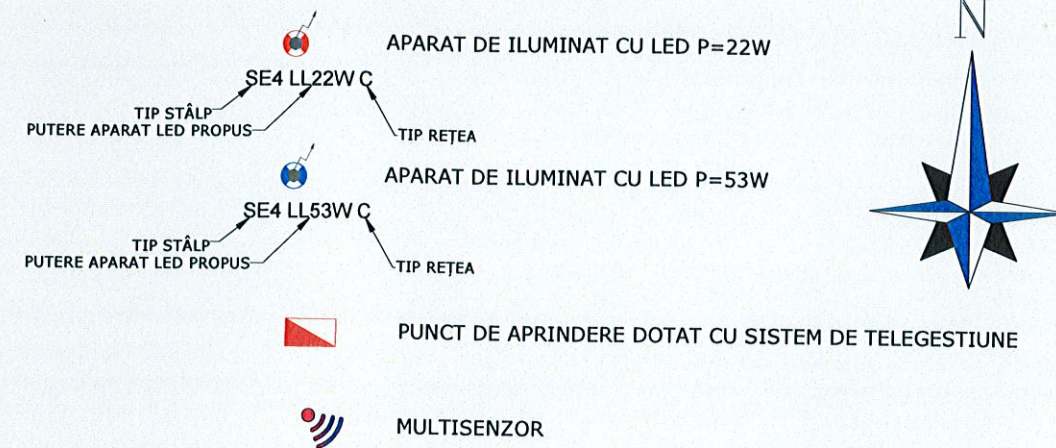 N
APARAT DE ILUMINAT CU LED P=22W
SE4 LL22W C
TIP STÂLP
PUTERE APARAT LED PROPUS
TIP REȚEA
APARAT DE ILUMINAT CU LED P=53W
SE4 LL53W C
TIP STÂLP
PUTERE APARAT LED PROPUS
TIP REȚEA
PUNCT DE APRINDERE DOTAT CU SISTEM DE TELEGESTIUNE
MULTISENZOR